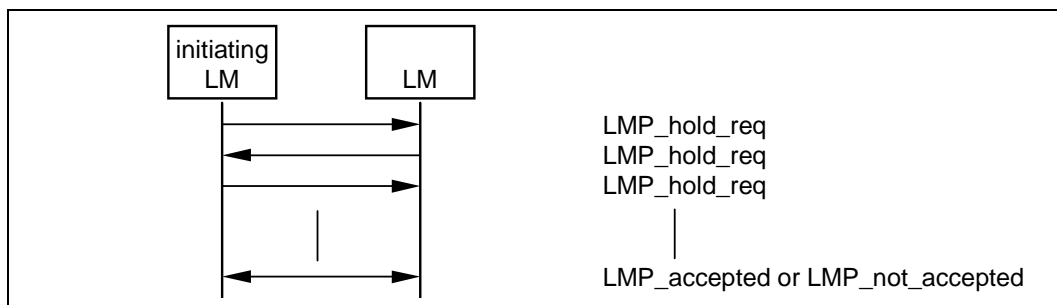 initiating
LM
LM
LMP_hold_req
LMP_hold_req
LMP_hold_req
LMP_accepted or LMP_not_accepted